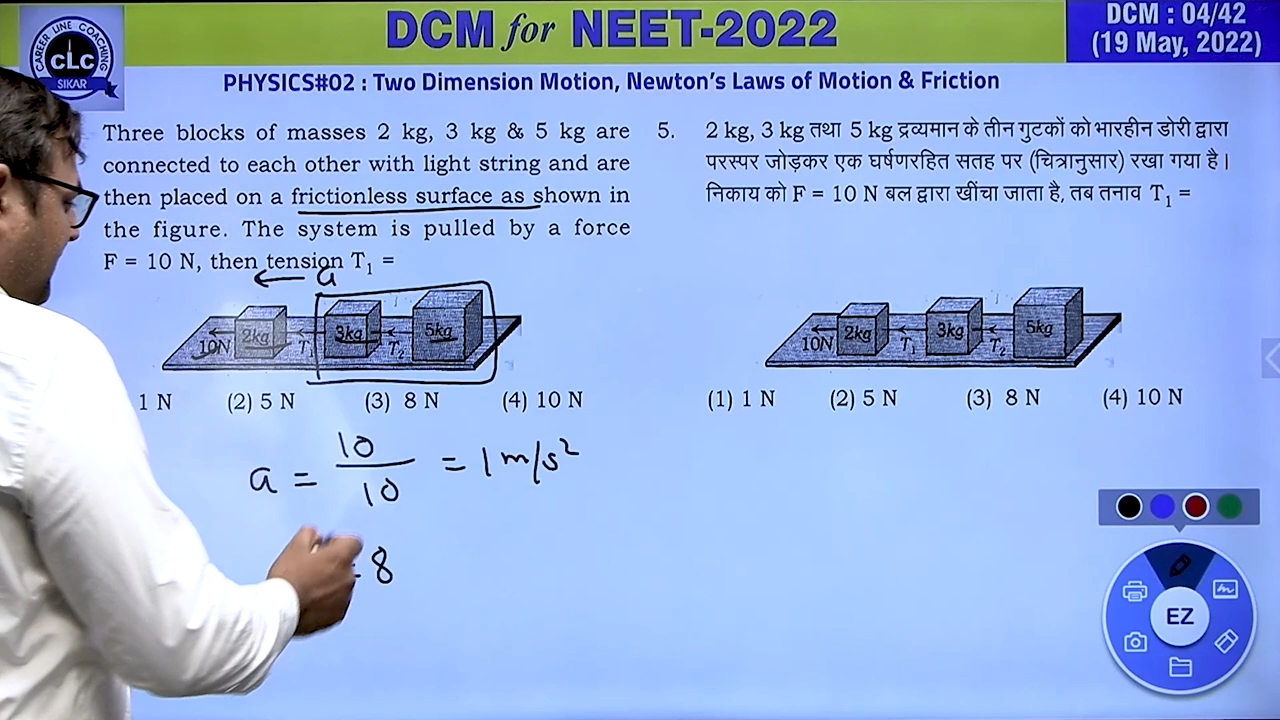 DCM for NEET-2022
DCM : 04/42
(19 May, 2022)
CAREER LINE COACHING
CLC
SIKAR
PHYSICS#02 : Two Dimension Motion, Newton's Laws of Motion & Friction
Three blocks of masses 2 kg, 3 kg & 5 kg are
connected to each other with light string and are
then placed on a frictionless surface as shown in
the figure. The system is pulled by a force
F = 10 N, then tension T₁ =
a
10N 2kg T₁ 3kg T₂ 5kg
1 N (2) 5 N (3) 8 N (4) 10 N
a = 10/10 = 1 m/s²
8
5. 2 kg, 3 kg तथा 5 kg द्रव्यमान के तीन गुटकों को भारहीन डोरी द्वारा
परस्पर जोड़कर एक घर्षणरहित सतह पर (चित्रानुसार) रखा गया है।
निकाय को F = 10 N बल द्वारा खींचा जाता है, तब तनाव T₁ =
10N 2kg T₁ 3kg T₂ 5kg
(1) 1 N (2) 5 N (3) 8 N (4) 10 N
EZ